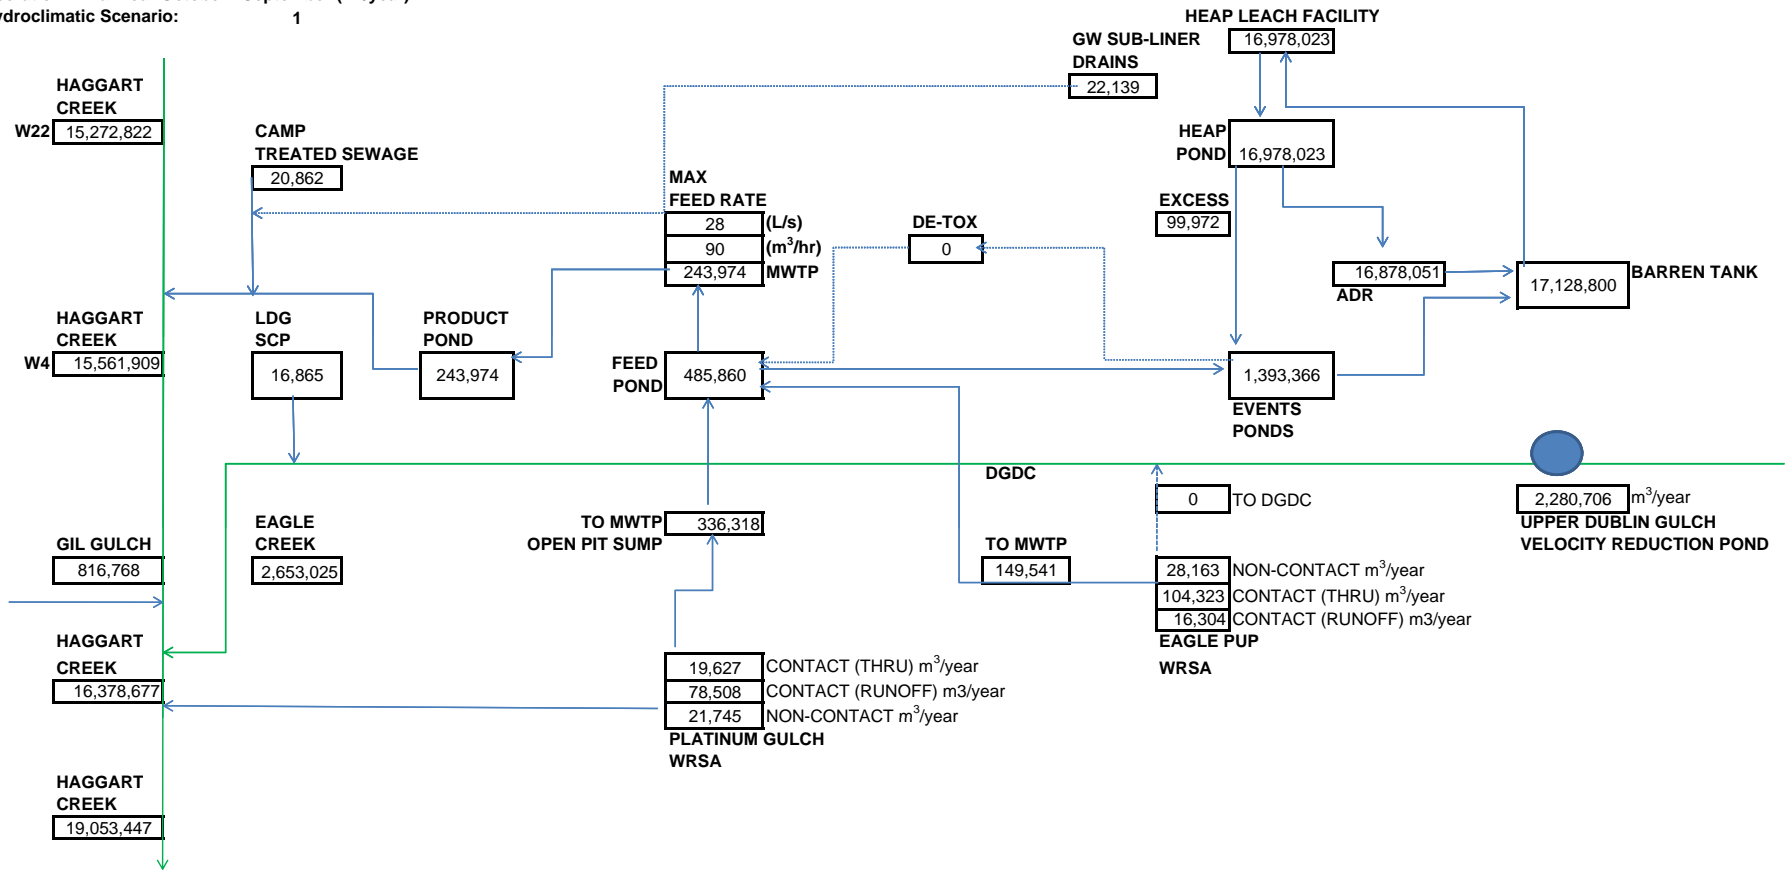 ydroclimatic Scenario: 1
HEAP LEACH FACILITY
16,978,023
GW SUB-LINER
DRAINS
22,139
HAGGART
CREEK
W22 15,272,822
CAMP
TREATED SEWAGE
20,862
HEAP
POND 16,978,023
MAX
FEED RATE
28 (L/s)
90 (m³/hr)
243,974 MWTP
DE-TOX
0
EXCESS
99,972
16,878,051
ADR
17,128,800 BARREN TANK
HAGGART
CREEK
W4 15,561,909
LDG
SCP
16,865
PRODUCT
POND
243,974
FEED
POND 485,860
1,393,366
EVENTS
PONDS
DGDC
0 TO DGDC
2,280,706 m³/year
UPPER DUBLIN GULCH
VELOCITY REDUCTION POND
TO MWTP 336,318
OPEN PIT SUMP
GIL GULCH
816,768
EAGLE
CREEK
2,653,025
TO MWTP
149,541
28,163 NON-CONTACT m³/year
104,323 CONTACT (THRU) m³/year
16,304 CONTACT (RUNOFF) m3/year
EAGLE PUP
WRSA
HAGGART
CREEK
16,378,677
19,627 CONTACT (THRU) m³/year
78,508 CONTACT (RUNOFF) m3/year
21,745 NON-CONTACT m³/year
PLATINUM GULCH
WRSA
HAGGART
CREEK
19,053,447